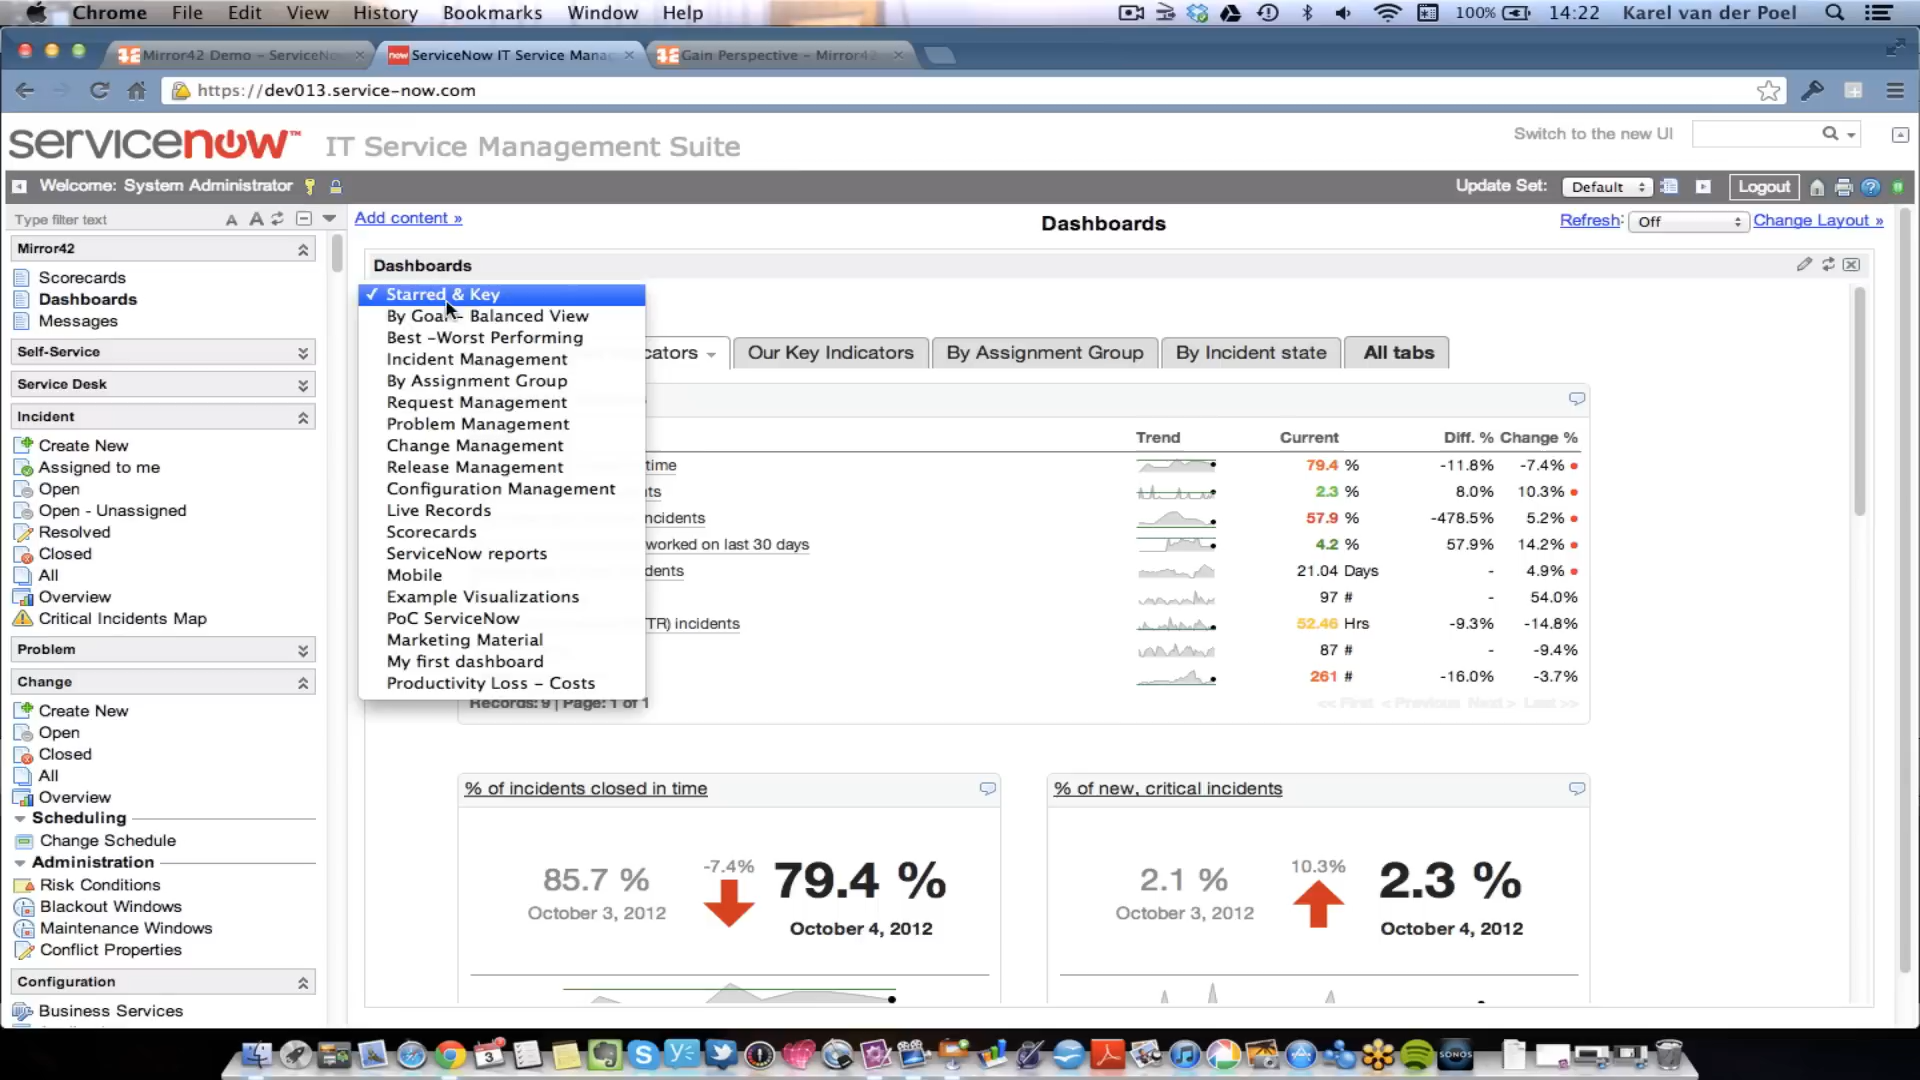 Chrome File Edit View History Bookmarks Window Help 100% 14:22 Karel van der Poel
Mirror42 Demo - ServiceNo ServiceNow IT Service Mana Gain Perspective - Mirror42
https://dev013.service-now.com
servicenow™ IT Service Management Suite Switch to the new UI
Welcome: System Administrator Update Set: Default Logout
Type filter text A A Add content » Dashboards Refresh: Off Change Layout »
Mirror42
Scorecards
Dashboards
Messages
Self-Service
Service Desk
Incident
Create New
Assigned to me
Open
Open - Unassigned
Resolved
Closed
All
Overview
Critical Incidents Map
Problem
Change
Create New
Open
Closed
All
Overview
Scheduling
Change Schedule
Administration
Risk Conditions
Blackout Windows
Maintenance Windows
Conflict Properties
Configuration
Business Services
Dashboards
✓ Starred & Key
By Goal - Balanced View
Best -Worst Performing
Incident Management
By Assignment Group
Request Management
Problem Management
Change Management
Release Management
Configuration Management
Live Records
Scorecards
ServiceNow reports
Mobile
Example Visualizations
PoC ServiceNow
Marketing Material
My first dashboard
Productivity Loss - Costs
cators Our Key Indicators By Assignment Group By Incident state All tabs
Trend Current Diff. % Change %
time 79.4 % -11.8% -7.4%
ts 2.3 % 8.0% 10.3%
ncidents 57.9 % -478.5% 5.2%
worked on last 30 days 4.2 % 57.9% 14.2%
dents 21.04 Days - 4.9%
97 # - 54.0%
TR) incidents 52.46 Hrs -9.3% -14.8%
87 # - -9.4%
261 # -16.0% -3.7%
Records: 9 | Page: 1 of 1 << First < Previous Next > Last >>
% of incidents closed in time
85.7 % -7.4% 79.4 %
October 3, 2012 October 4, 2012
% of new, critical incidents
2.1 % 10.3% 2.3 %
October 3, 2012 October 4, 2012
3 SONOS